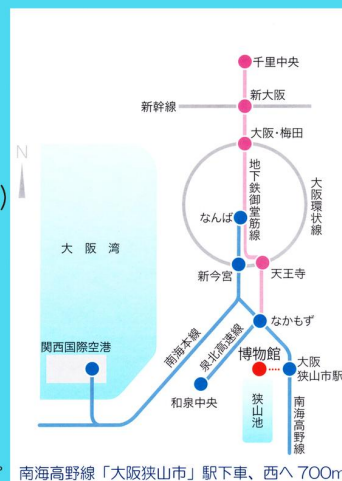 千里中央
新大阪
新幹線
大阪・梅田
N
地下鉄御堂筋線
大阪環状線
なんば
)
大阪湾
新今宮
天王寺
なかもず
関西国際空港
南海本線
泉北高速線
博物館
大阪
狭山市駅
和泉中央
狭山池
南海高野線
。南海高野線「大阪狭山市」駅下車、西へ700m